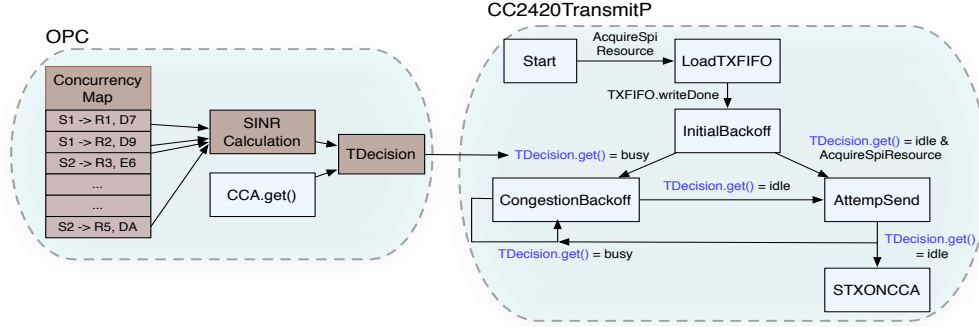 OPC
Concurrency
Map
S1 -> R1, D7
S1 -> R2, D9
S2 -> R3, E6
...
...
S2 -> R5, DA
SINR
Calculation
CCA.get()
TDecision
CC2420TransmitP
Start
AcquireSpi
Resource
LoadTXFIFO
TXFIFO.writeDone
InitialBackoff
TDecision.get() = busy
TDecision.get() = idle &
AcquireSpiResource
CongestionBackoff
TDecision.get() = idle
AttempSend
TDecision.get() = busy
TDecision.get()
= idle
STXONCCA